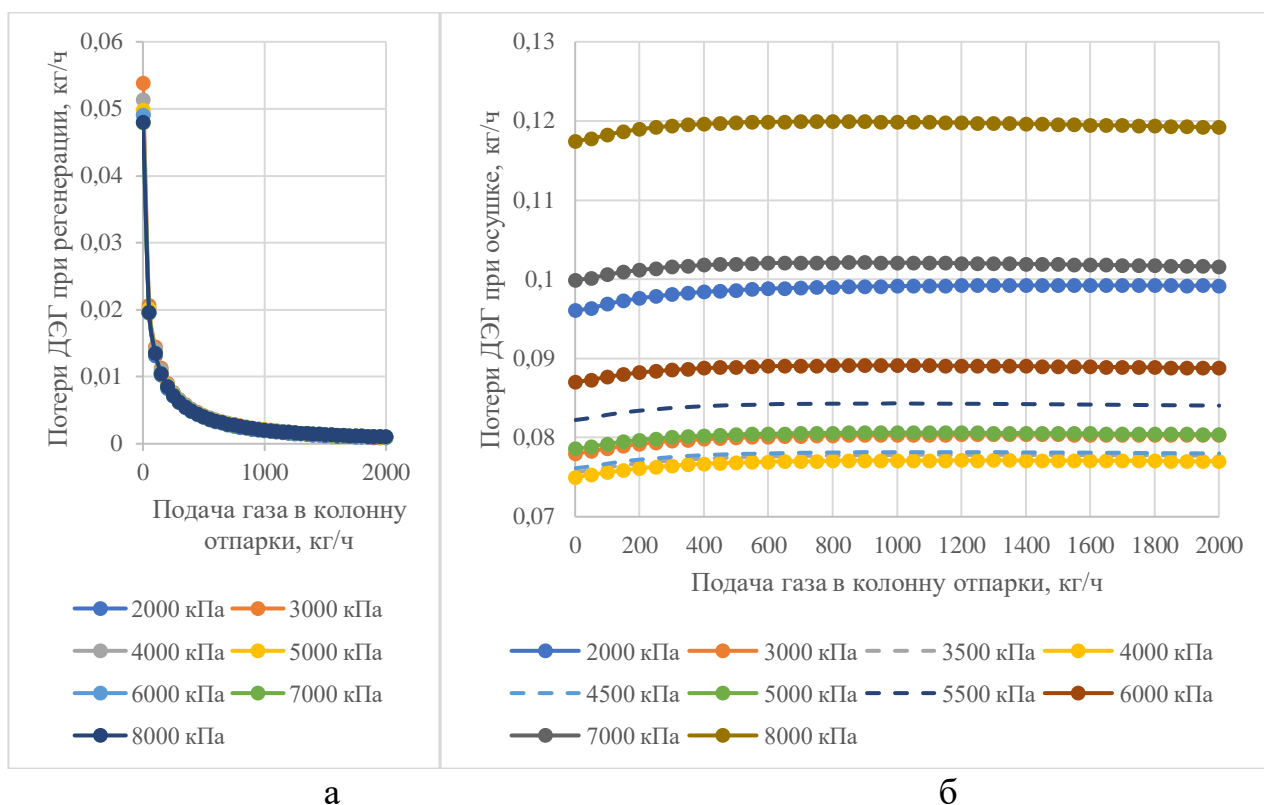 Потери ДЭГ при регенерации, кг/ч
0,06
0,05
0,04
0,03
0,02
0,01
0
0 1000 2000
Подача газа в колонну
отпарки, кг/ч
2000 кПа 3000 кПа
4000 кПа 5000 кПа
6000 кПа 7000 кПа
8000 кПа
а
Потери ДЭГ при осушке, кг/ч
0,13
0,12
0,11
0,1
0,09
0,08
0,07
0 200 400 600 800 1000 1200 1400 1600 1800 2000
Подача газа в колонну отпарки, кг/ч
2000 кПа 3000 кПа 3500 кПа 4000 кПа
4500 кПа 5000 кПа 5500 кПа 6000 кПа
7000 кПа 8000 кПа
б